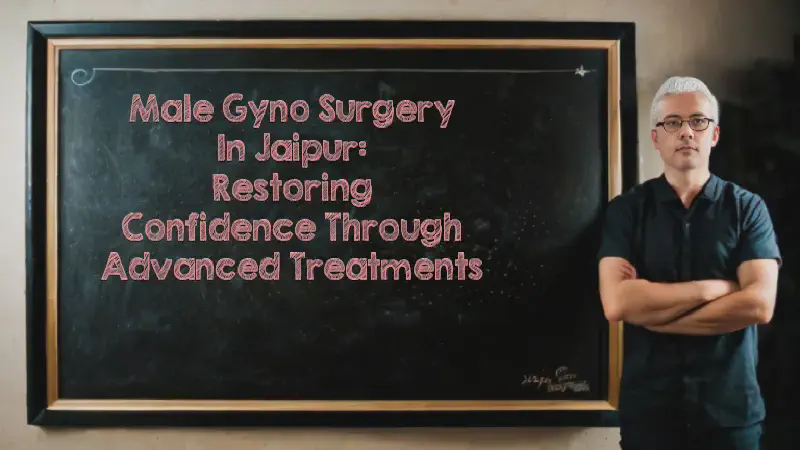 Male Gyno Surgery
In Jaipur:
Restoring
Confidence Through
Advanced Treatments